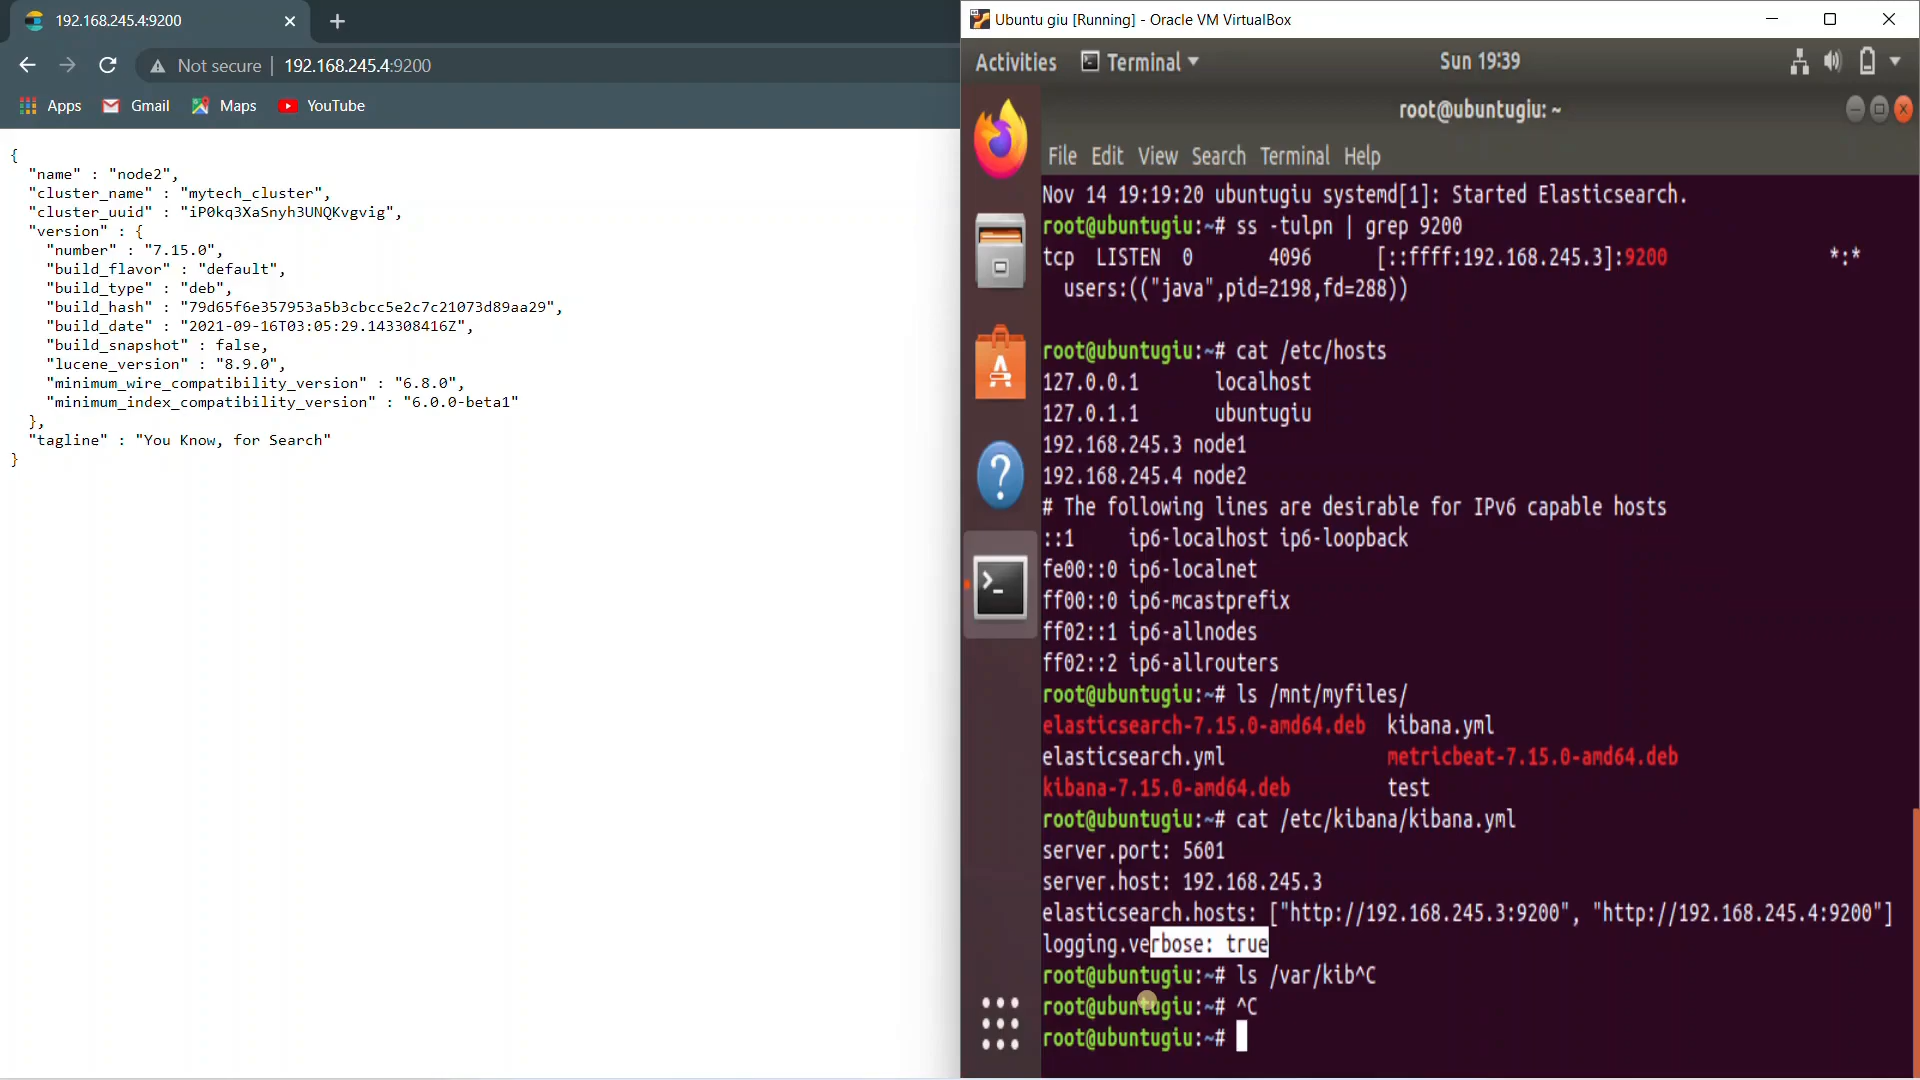 192.168.245.4:9200
Not secure | 192.168.245.4:9200
Apps Gmail Maps YouTube
{
"name" : "node2",
"cluster_name" : "mytech_cluster",
"cluster_uuid" : "iP0kq3XaSnyh3UNQKvgvig",
"version" : {
"number" : "7.15.0",
"build_flavor" : "default",
"build_type" : "deb",
"build_hash" : "79d65f6e357953a5b3cbcc5e2c7c21073d89aa29",
"build_date" : "2021-09-16T03:05:29.143308416Z",
"build_snapshot" : false,
"lucene_version" : "8.9.0",
"minimum_wire_compatibility_version" : "6.8.0",
"minimum_index_compatibility_version" : "6.0.0-beta1"
},
"tagline" : "You Know, for Search"
}
Ubuntu giu [Running] - Oracle VM VirtualBox
Activities Terminal Sun 19:39
root@ubuntugiu: ~
File Edit View Search Terminal Help
Nov 14 19:19:20 ubuntugiu systemd[1]: Started Elasticsearch.
root@ubuntugiu:~# ss -tulpn | grep 9200
tcp LISTEN 0 4096 [::ffff:192.168.245.3]:9200 *:*
users:(("java",pid=2198,fd=288))
root@ubuntugiu:~# cat /etc/hosts
127.0.0.1 localhost
127.0.1.1 ubuntugiu
192.168.245.3 node1
192.168.245.4 node2
# The following lines are desirable for IPv6 capable hosts
::1 ip6-localhost ip6-loopback
fe00::0 ip6-localnet
ff00::0 ip6-mcastprefix
ff02::1 ip6-allnodes
ff02::2 ip6-allrouters
root@ubuntugiu:~# ls /mnt/myfiles/
elasticsearch-7.15.0-amd64.deb kibana.yml
elasticsearch.yml metricbeat-7.15.0-amd64.deb
kibana-7.15.0-amd64.deb test
root@ubuntugiu:~# cat /etc/kibana/kibana.yml
server.port: 5601
server.host: 192.168.245.3
elasticsearch.hosts: ["http://192.168.245.3:9200", "http://192.168.245.4:9200"]
logging.verbose: true
root@ubuntugiu:~# ls /var/kib^C
root@ubuntugiu:~# ^C
root@ubuntugiu:~#